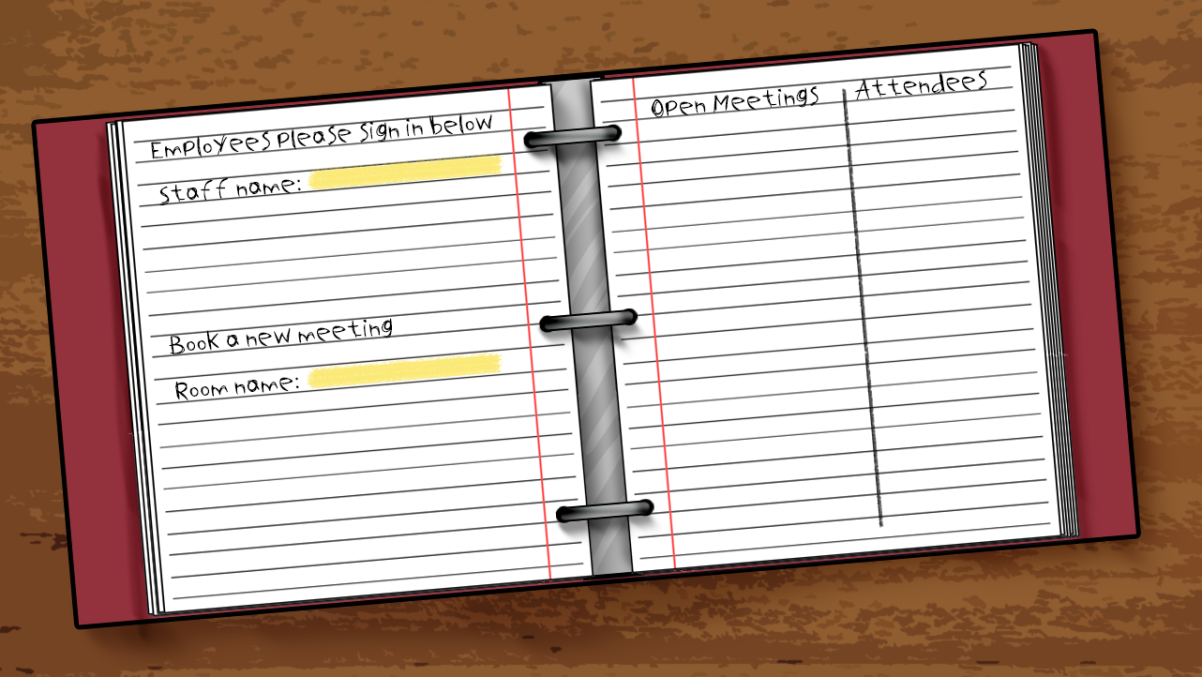 Employees please sign in below
Staff name:
Book a new meeting
Room name:
Open Meetings
Attendees